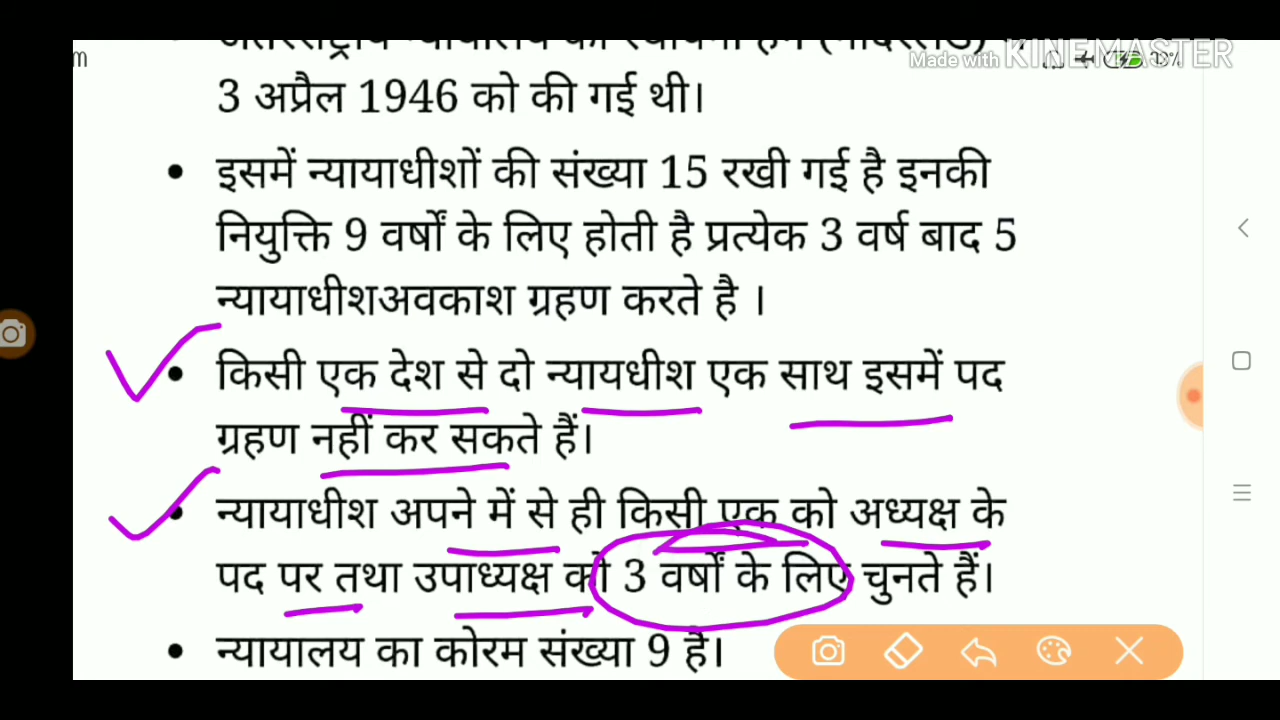 3 अप्रैल 1946 को की गई थी।
इसमें न्यायाधीशों की संख्या 15 रखी गई है इनकी
नियुक्ति 9 वर्षों के लिए होती है प्रत्येक 3 वर्ष बाद 5
न्यायाधीशअवकाश ग्रहण करते है ।
किसी एक देश से दो न्यायधीश एक साथ इसमें पद
ग्रहण नहीं कर सकते हैं।
न्यायाधीश अपने में से ही किसी एक को अध्यक्ष के
पद पर तथा उपाध्यक्ष को 3 वर्षों के लिए चुनते हैं।
न्यायालय का कोरम संख्या 9 है।
Made with KINEMASTER